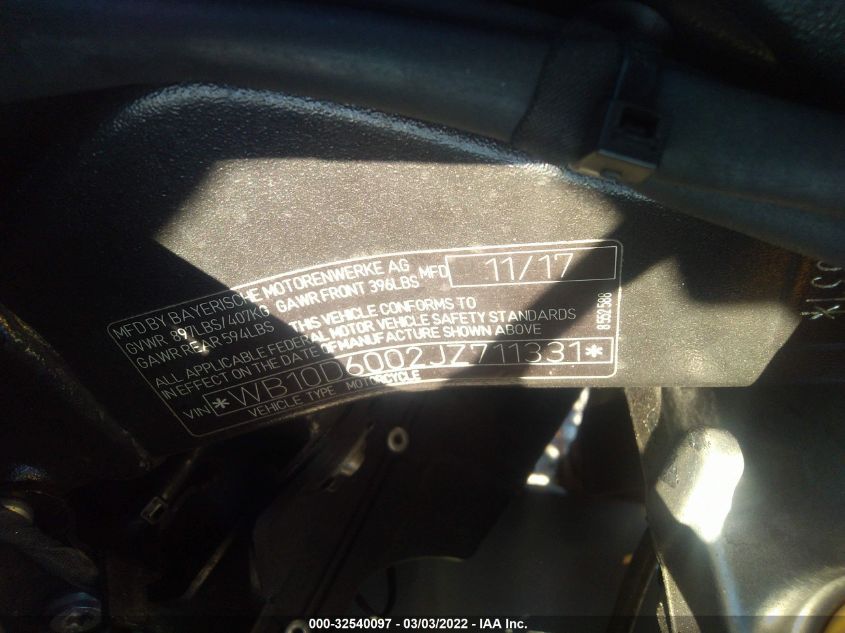 MFD BY BAYERISCHE MOTORENWERKE AG MFD 11/17
GVWR 897LBS/407KG GAWR FRONT 396LBS
GAWR REAR 594LBS THIS VEHICLE CONFORMS TO
ALL APPLICABLE FEDERAL MOTOR VEHICLE SAFETY STANDARDS
IN EFFECT ON THE DATE OF MANUFACTURE SHOWN ABOVE
VIN *WB10D6002JZ711331*
VEHICLE TYPE MOTORCYCLE
8552586
000-32540097 - 03/03/2022 - IAA Inc.